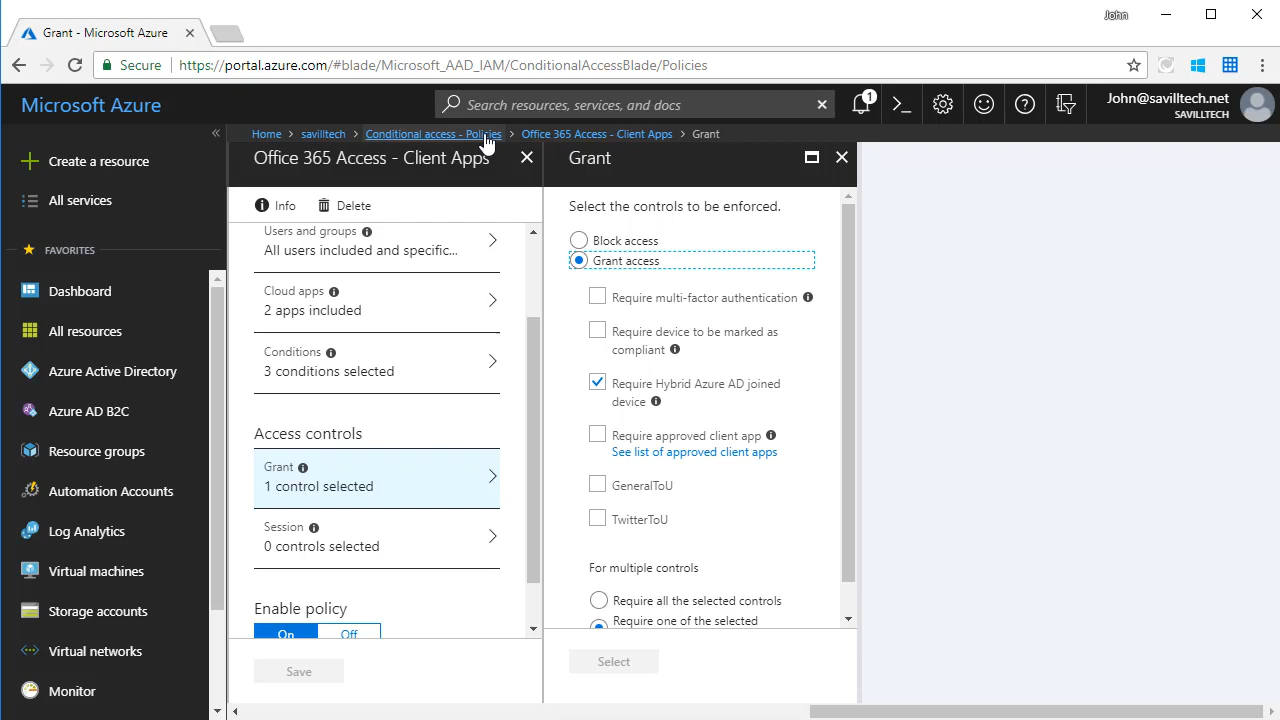 John
Grant - Microsoft Azure
Secure
https://portal.azure.com/#blade/Microsoft_AAD_IAM/ConditionalAccessBlade/Policies
Microsoft Azure
Search resources, services, and docs
1
John@savilltech.net
SAVILLTECH
Home
savilltech
Conditional access - Policies
Office 365 Access - Client Apps
Grant
Create a resource
All services
FAVORITES
Dashboard
All resources
Azure Active Directory
Azure AD B2C
Resource groups
Automation Accounts
Log Analytics
Virtual machines
Storage accounts
Virtual networks
Monitor
Office 365 Access - Client Apps
Info
Delete
Users and groups
All users included and specific...
Cloud apps
2 apps included
Conditions
3 conditions selected
Access controls
Grant
1 control selected
Session
0 controls selected
Enable policy
On
Off
Save
Grant
Select the controls to be enforced.
Block access
Grant access
Require multi-factor authentication
Require device to be marked as
compliant
Require Hybrid Azure AD joined
device
Require approved client app
See list of approved client apps
GeneralToU
TwitterToU
For multiple controls
Require all the selected controls
Require one of the selected
Select